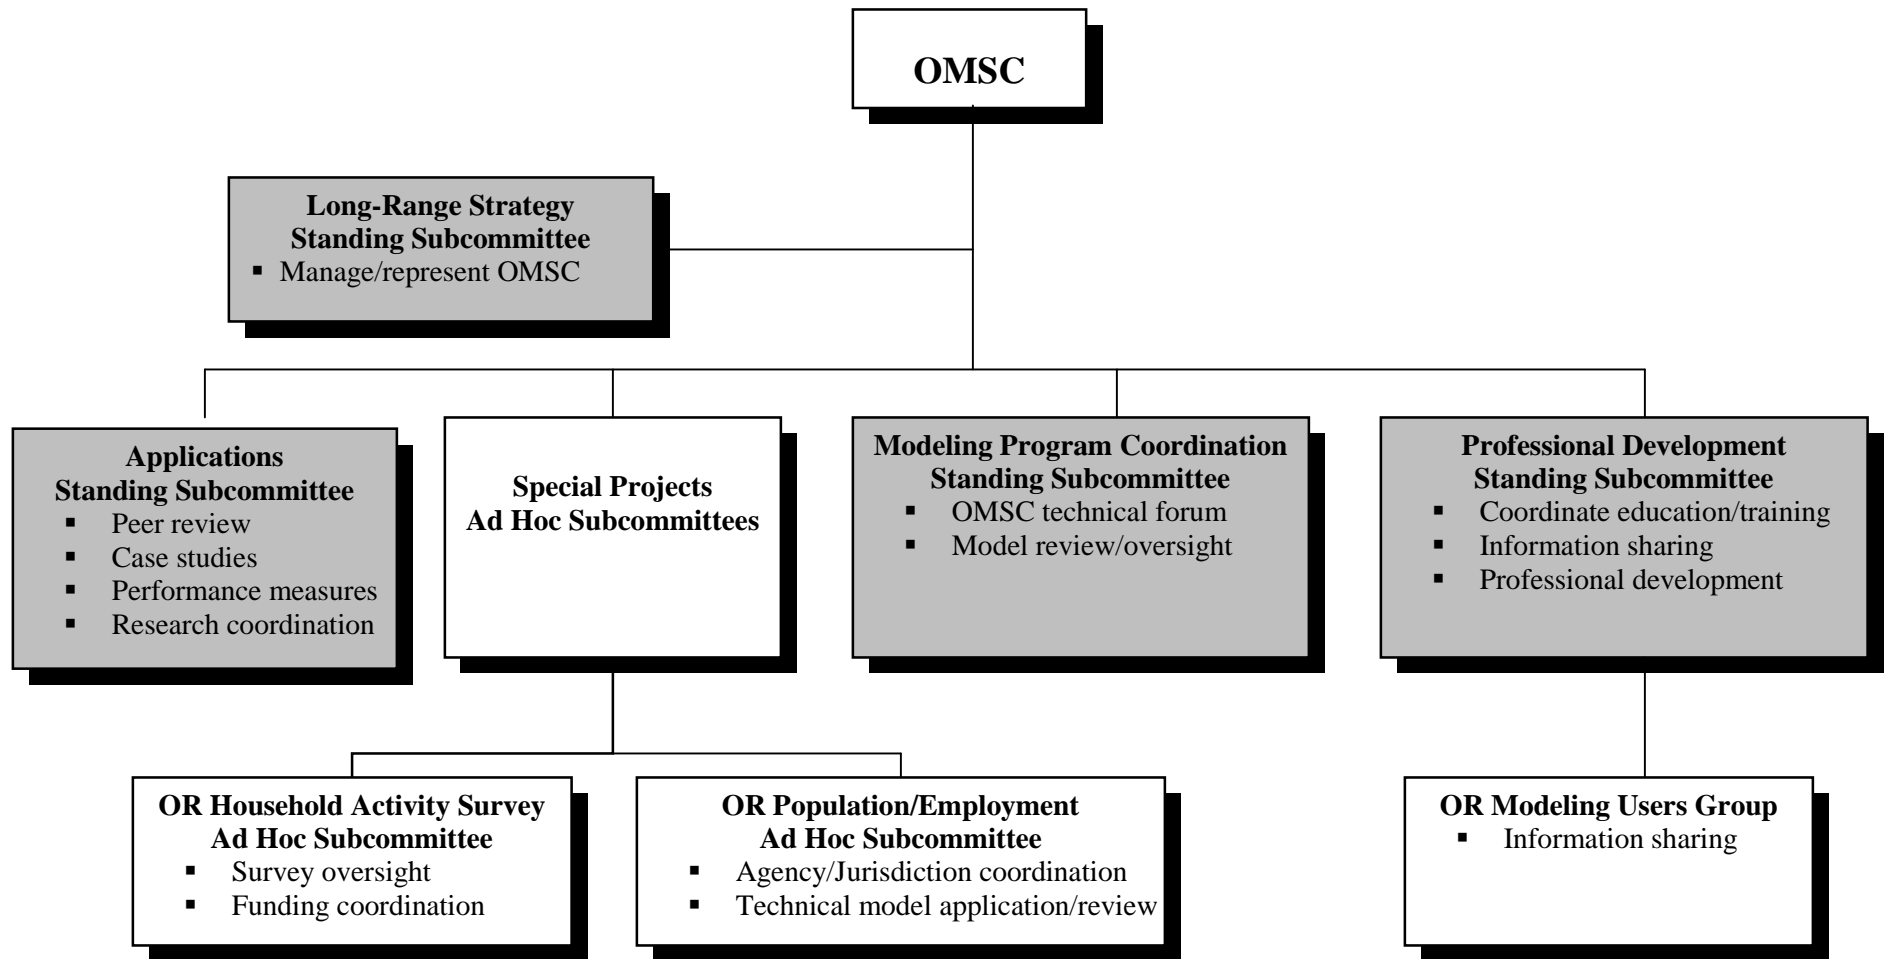 OMSC
Long-Range Strategy
Standing Subcommittee
▪ Manage/represent OMSC
Applications
Standing Subcommittee
▪ Peer review
▪ Case studies
▪ Performance measures
▪ Research coordination
Special Projects
Ad Hoc Subcommittees
Modeling Program Coordination
Standing Subcommittee
▪ OMSC technical forum
▪ Model review/oversight
Professional Development
Standing Subcommittee
▪ Coordinate education/training
▪ Information sharing
▪ Professional development
OR Household Activity Survey
Ad Hoc Subcommittee
▪ Survey oversight
▪ Funding coordination
OR Population/Employment
Ad Hoc Subcommittee
▪ Agency/Jurisdiction coordination
▪ Technical model application/review
OR Modeling Users Group
▪ Information sharing